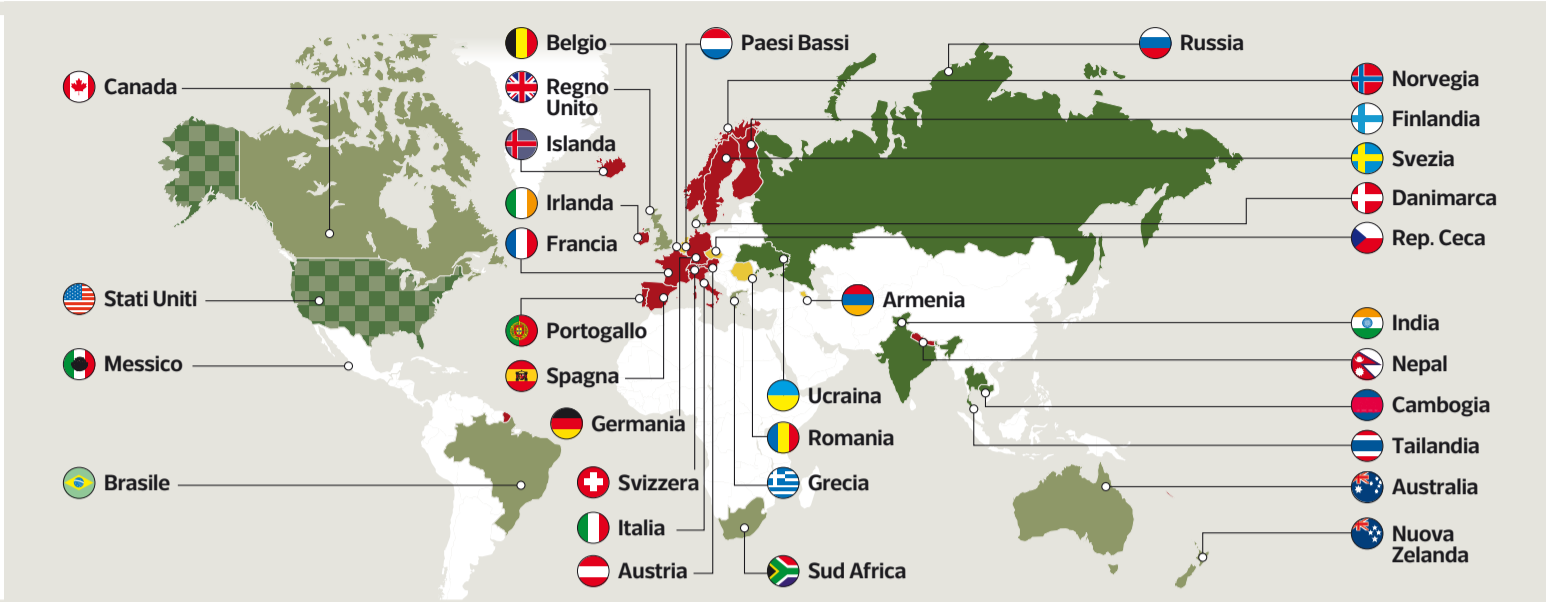 Canada
Stati Uniti
Messico
Brasile
Belgio
Regno
Unito
Islanda
Irlanda
Francia
Portogallo
Spagna
Germania
Svizzera
Italia
Austria
Paesi Bassi
Armenia
Ucraina
Romania
Grecia
Sud Africa
Russia
Norvegia
Finlandia
Svezia
Danimarca
Rep. Ceca
India
Nepal
Cambogia
Tailandia
Australia
Nuova
Zelanda